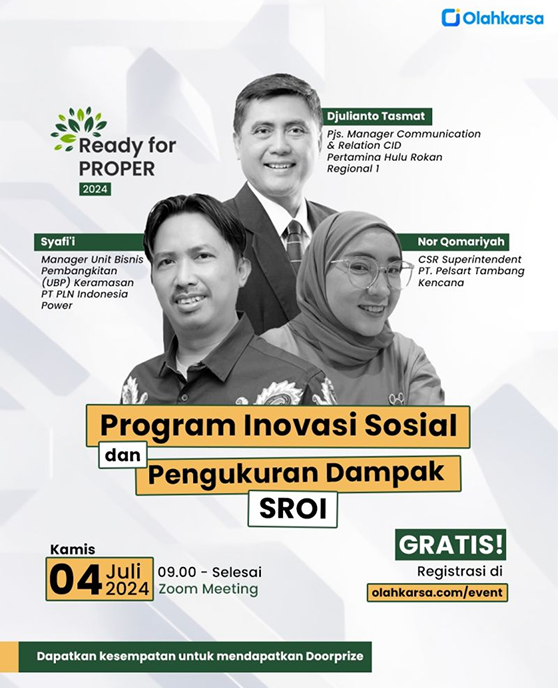 Olahkarsa
Ready for
PROPER
2024
Djulianto Tasmat
Pjs. Manager Communication
& Relation CID
Pertamina Hulu Rokan
Regional 1
Syafi'i
Manager Unit Bisnis
Pembangkitan
(UBP) Keramasan
PT PLN Indonesia
Power
Nor Qomariyah
CSR Superintendent
PT. Pelsart Tambang
Kencana
Program Inovasi Sosial
dan
Pengukuran Dampak
SROI
Kamis
04 Juli
2024
09.00 - Selesai
Zoom Meeting
GRATIS!
Registrasi di
olahkarsa.com/event
Dapatkan kesempatan untuk mendapatkan Doorprize